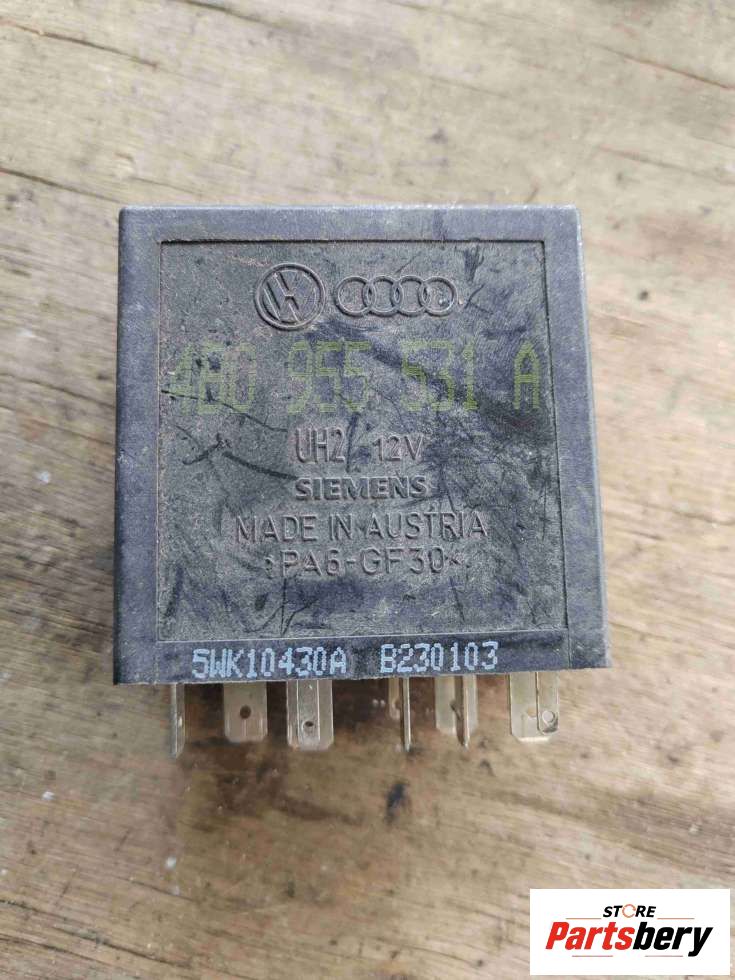 4B0 955 531 A
UH2 12V
SIEMENS
MADE IN AUSTRIA
>PA6-GF30<
5WK10430A B230103
STORE
Partsbery